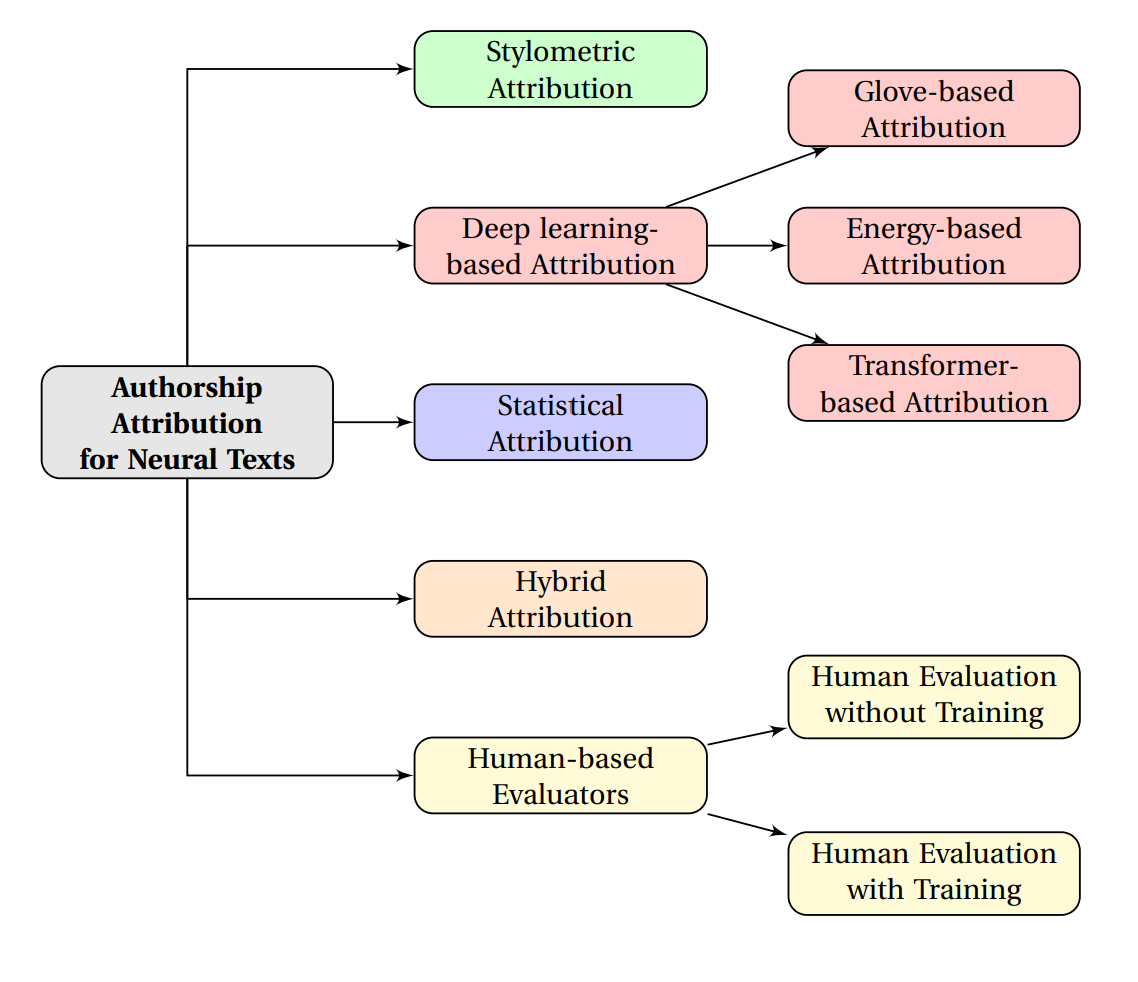 Stylometric
Attribution
Glove-based
Attribution
Deep learning-
based Attribution
Energy-based
Attribution
Transformer-
based Attribution
Authorship
Attribution
for Neural Texts
Statistical
Attribution
Hybrid
Attribution
Human-based
Evaluators
Human Evaluation
without Training
Human Evaluation
with Training